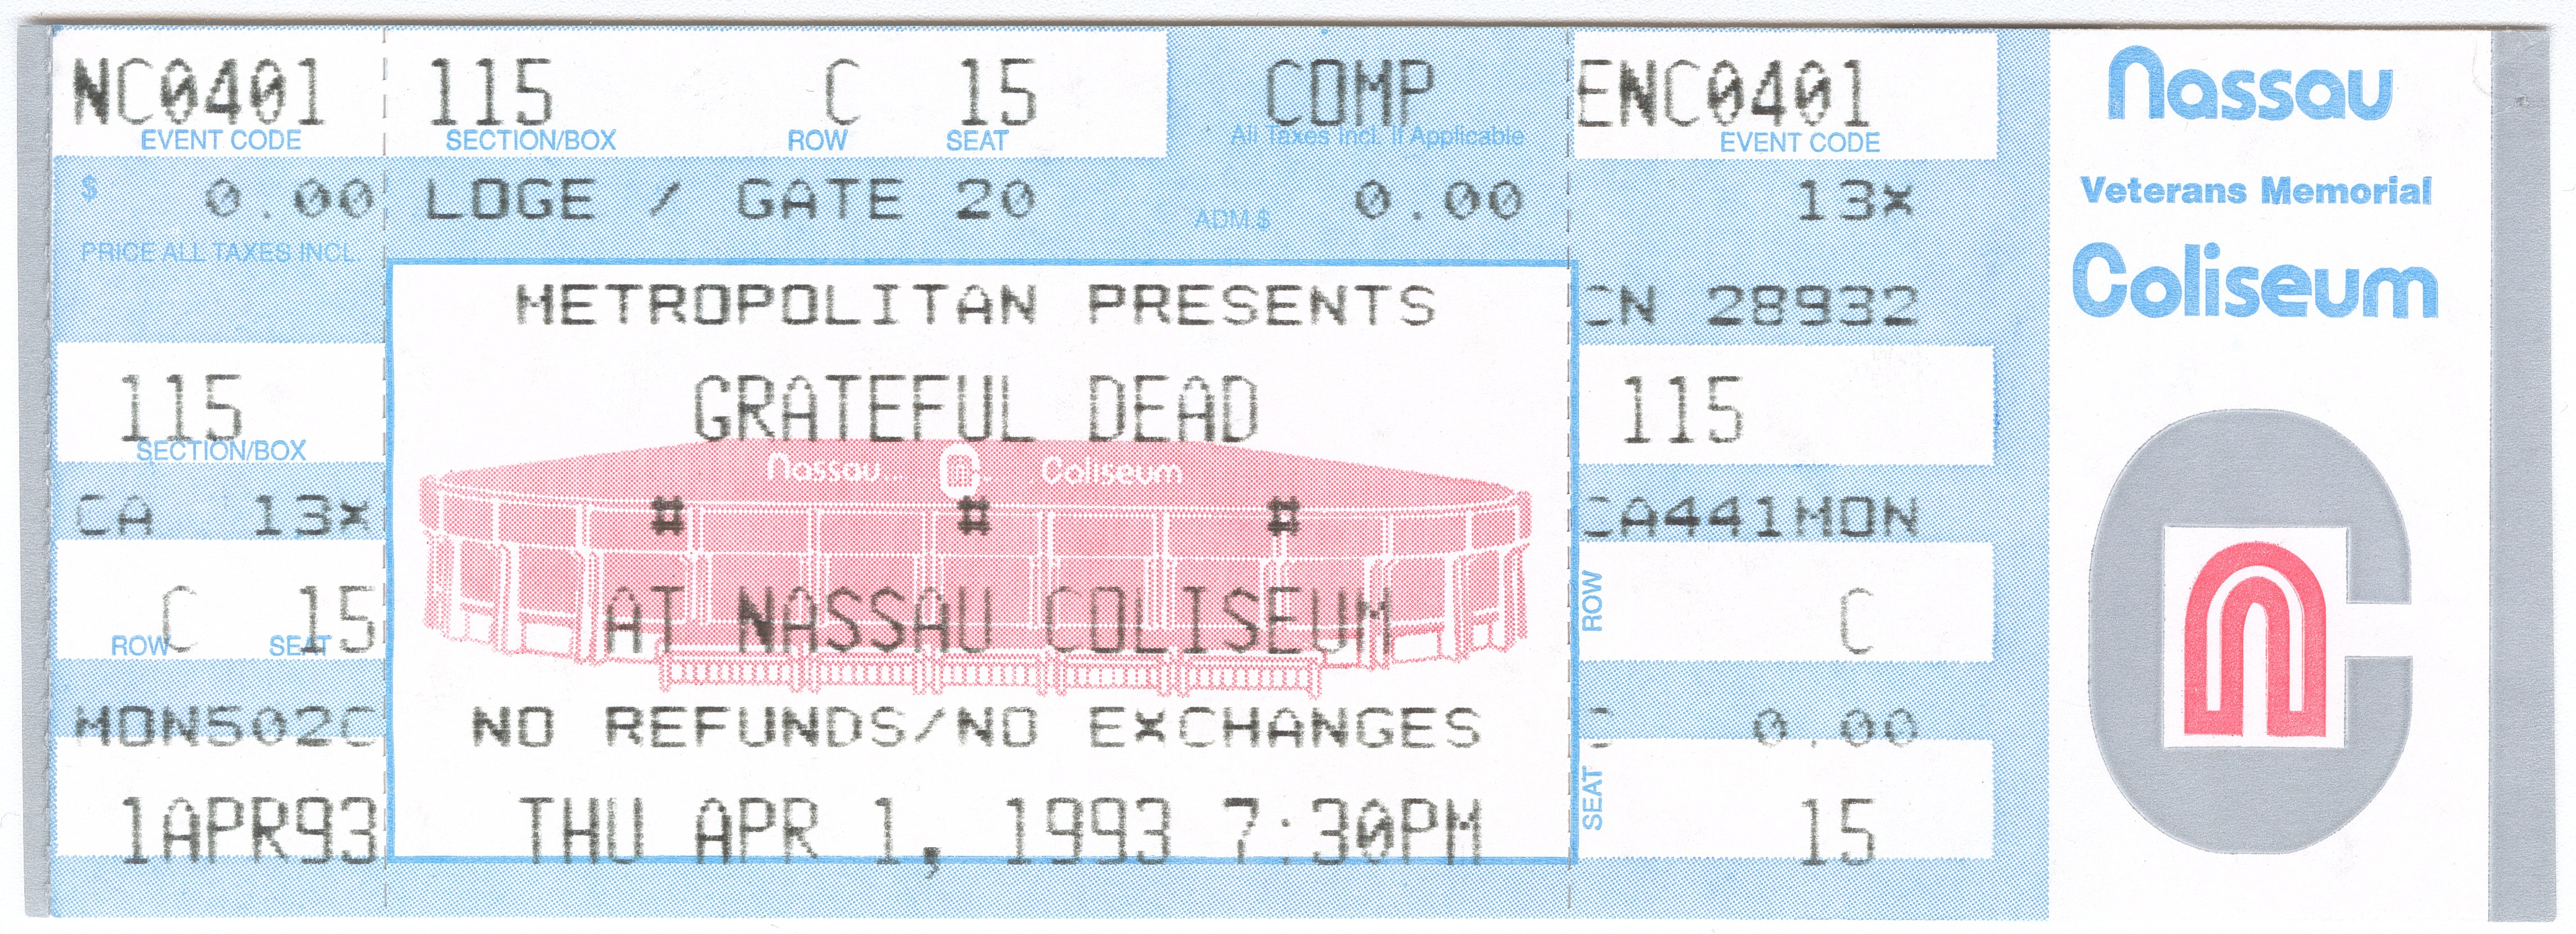 NC0401
EVENT CODE
$ 0.00
PRICE ALL TAXES INCL.
115
SECTION/BOX
CA 13X
C 15
ROW SEAT
MON502C
1APR93
115 C 15 COMP
SECTION/BOX ROW SEAT All Taxes Incl. If Applicable
LOGE / GATE 20 ADM.$ 0.00
METROPOLITAN PRESENTS
GRATEFUL DEAD
Nassau Coliseum
# # #
AT NASSAU COLISEUM
NO REFUNDS/NO EXCHANGES
THU APR 1, 1993 7:30PM
ENC0401
EVENT CODE
13X
CN 28932
115
CA441MON
ROW C
C 0.00
SEAT 15
Nassau
Veterans Memorial
Coliseum